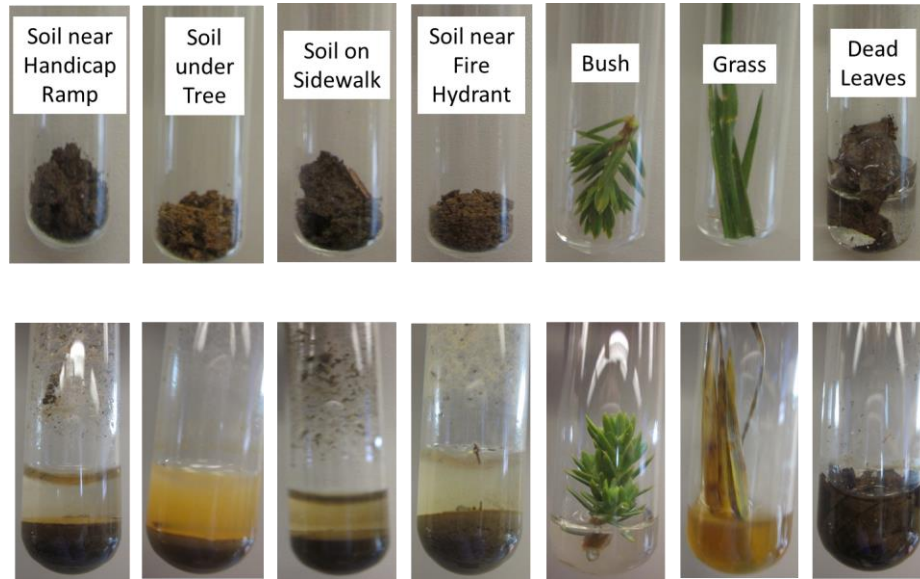 Soil near
Handicap
Ramp
Soil
under
Tree
Soil on
Sidewalk
Soil near
Fire
Hydrant
Bush
Grass
Dead
Leaves